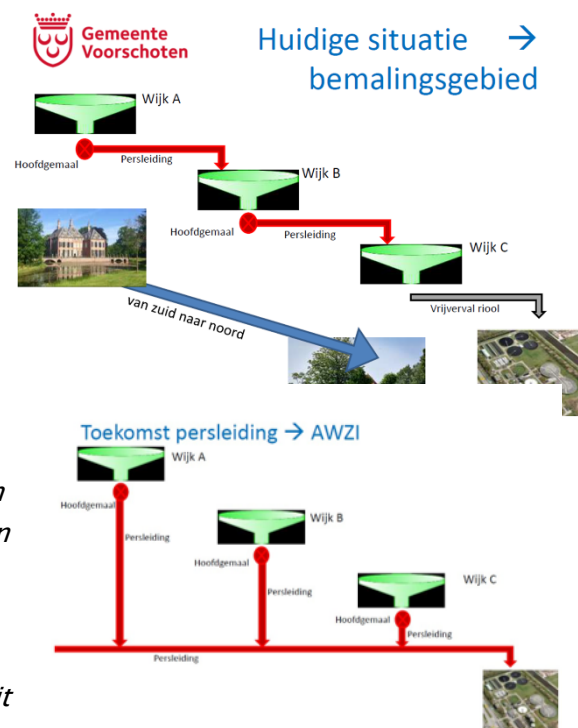 Gemeente
Voorschoten
Huidige situatie →
bemalingsgebied
Wijk A
Hoofdgemaal
Persleiding
Wijk B
Hoofdgemaal
Persleiding
Wijk C
Vrijverval riool
van zuid naar noord
Toekomst persleiding → AWZI
Wijk A
Hoofdgemaal
Persleiding
Wijk B
Hoofdgemaal
Persleiding
Wijk C
Hoofdgemaal
Persleiding
Persleiding